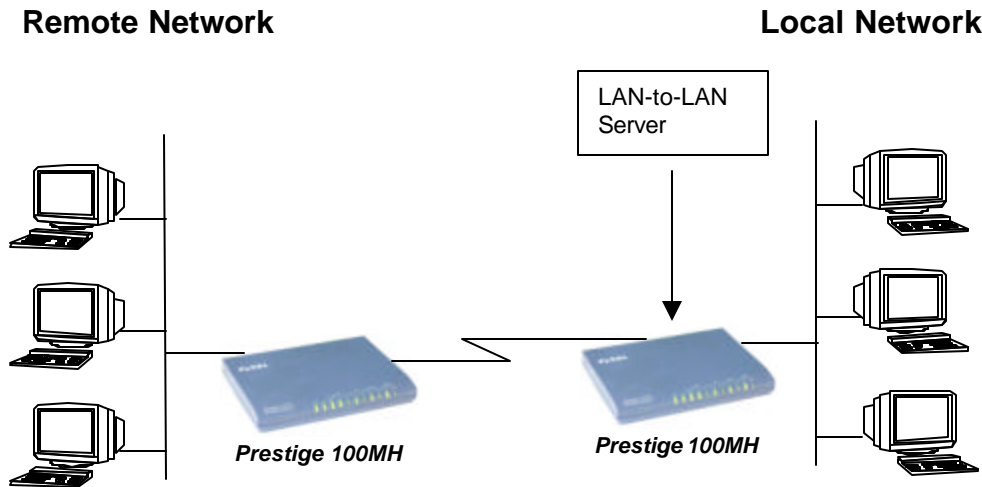 Remote Network
Local Network
LAN-to-LAN
Server
Prestige 100MH
Prestige 100MH